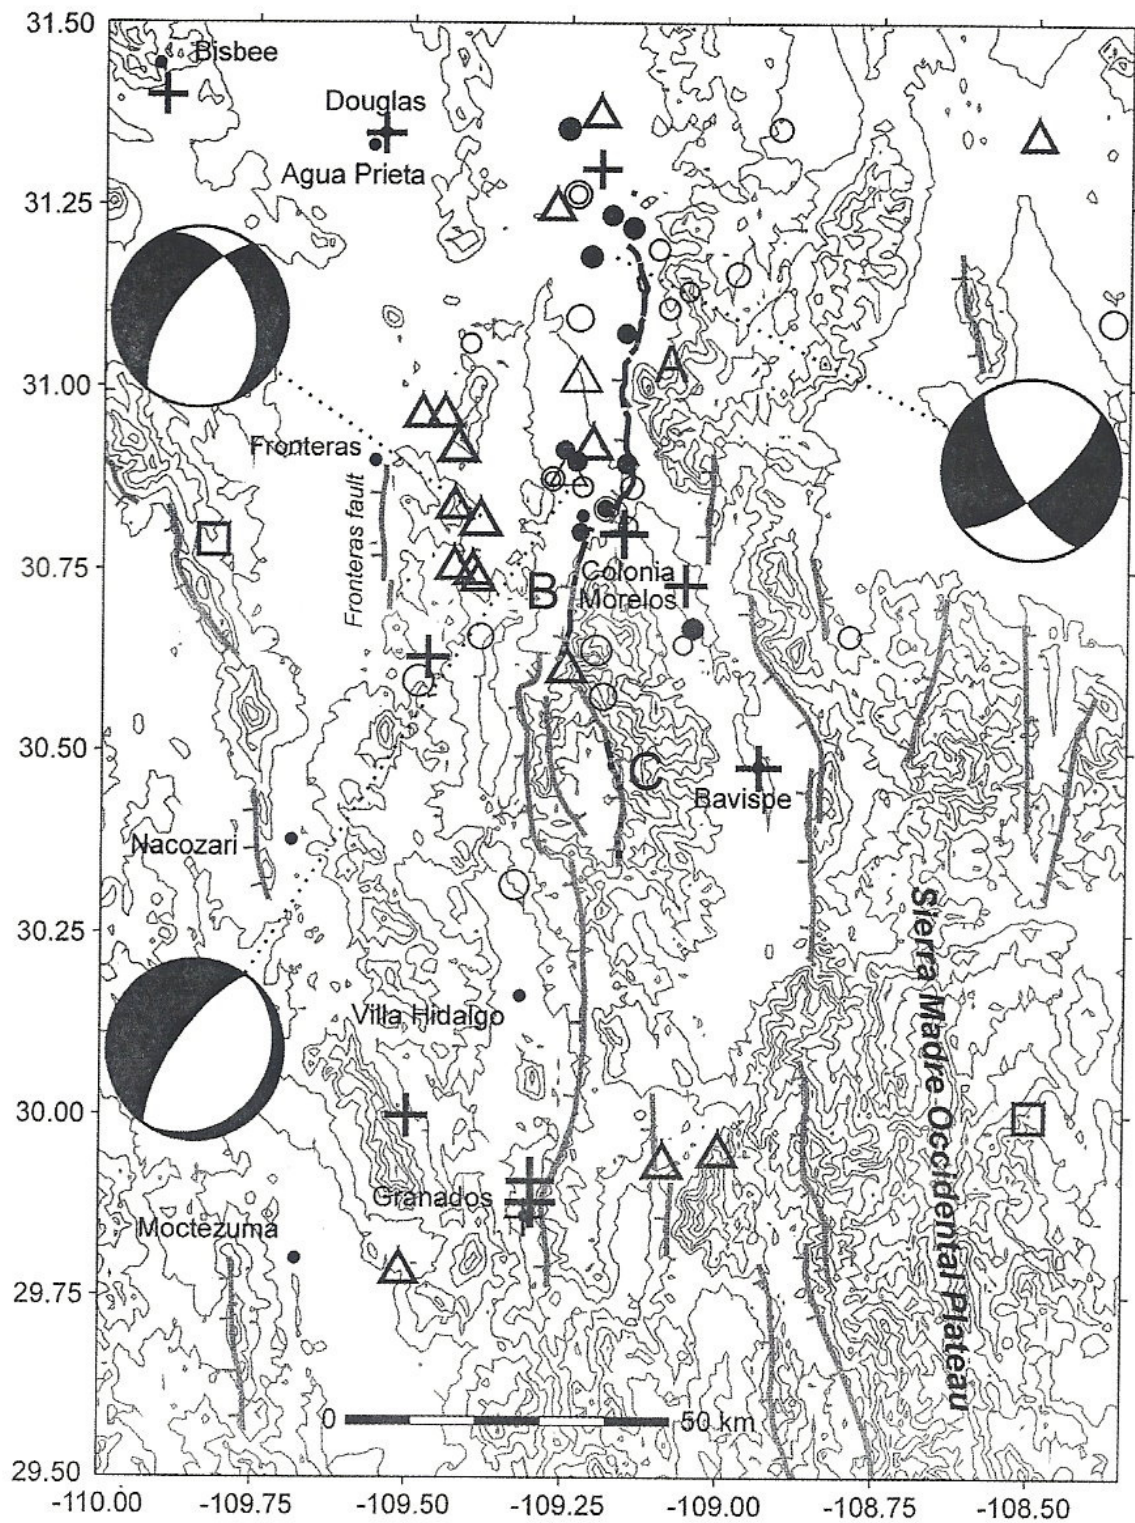 31.50
Bisbee
Douglas
Agua Prieta
31.25
A
31.00
Fronteras
Fronteras fault
30.75
Colonia
Morelos
B
30.50
C
Bavispe
Nacozari
30.25
Sierra Madre Occidental Plateau
Villa Hidalgo
30.00
Granados
Moctezuma
29.75
0
50 km
29.50
-110.00
-109.75
-109.50
-109.25
-109.00
-108.75
-108.50